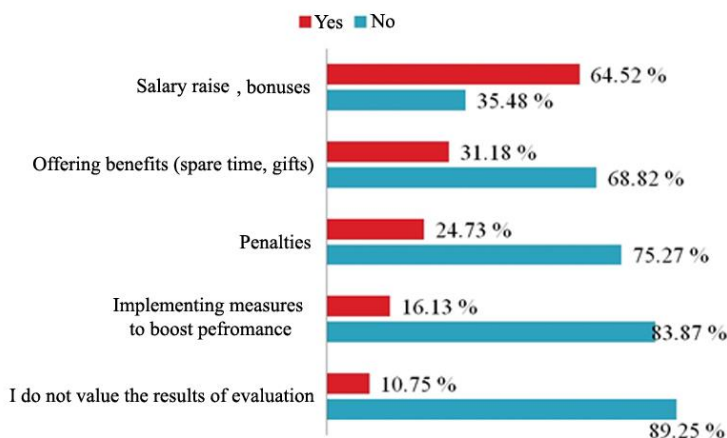 Yes No
Salary raise , bonuses
64.52 %
35.48 %
Offering benefits (spare time, gifts)
31.18 %
68.82 %
Penalties
24.73 %
75.27 %
Implementing measures
to boost pefromance
16.13 %
83.87 %
I do not value the results of evaluation
10.75 %
89.25 %